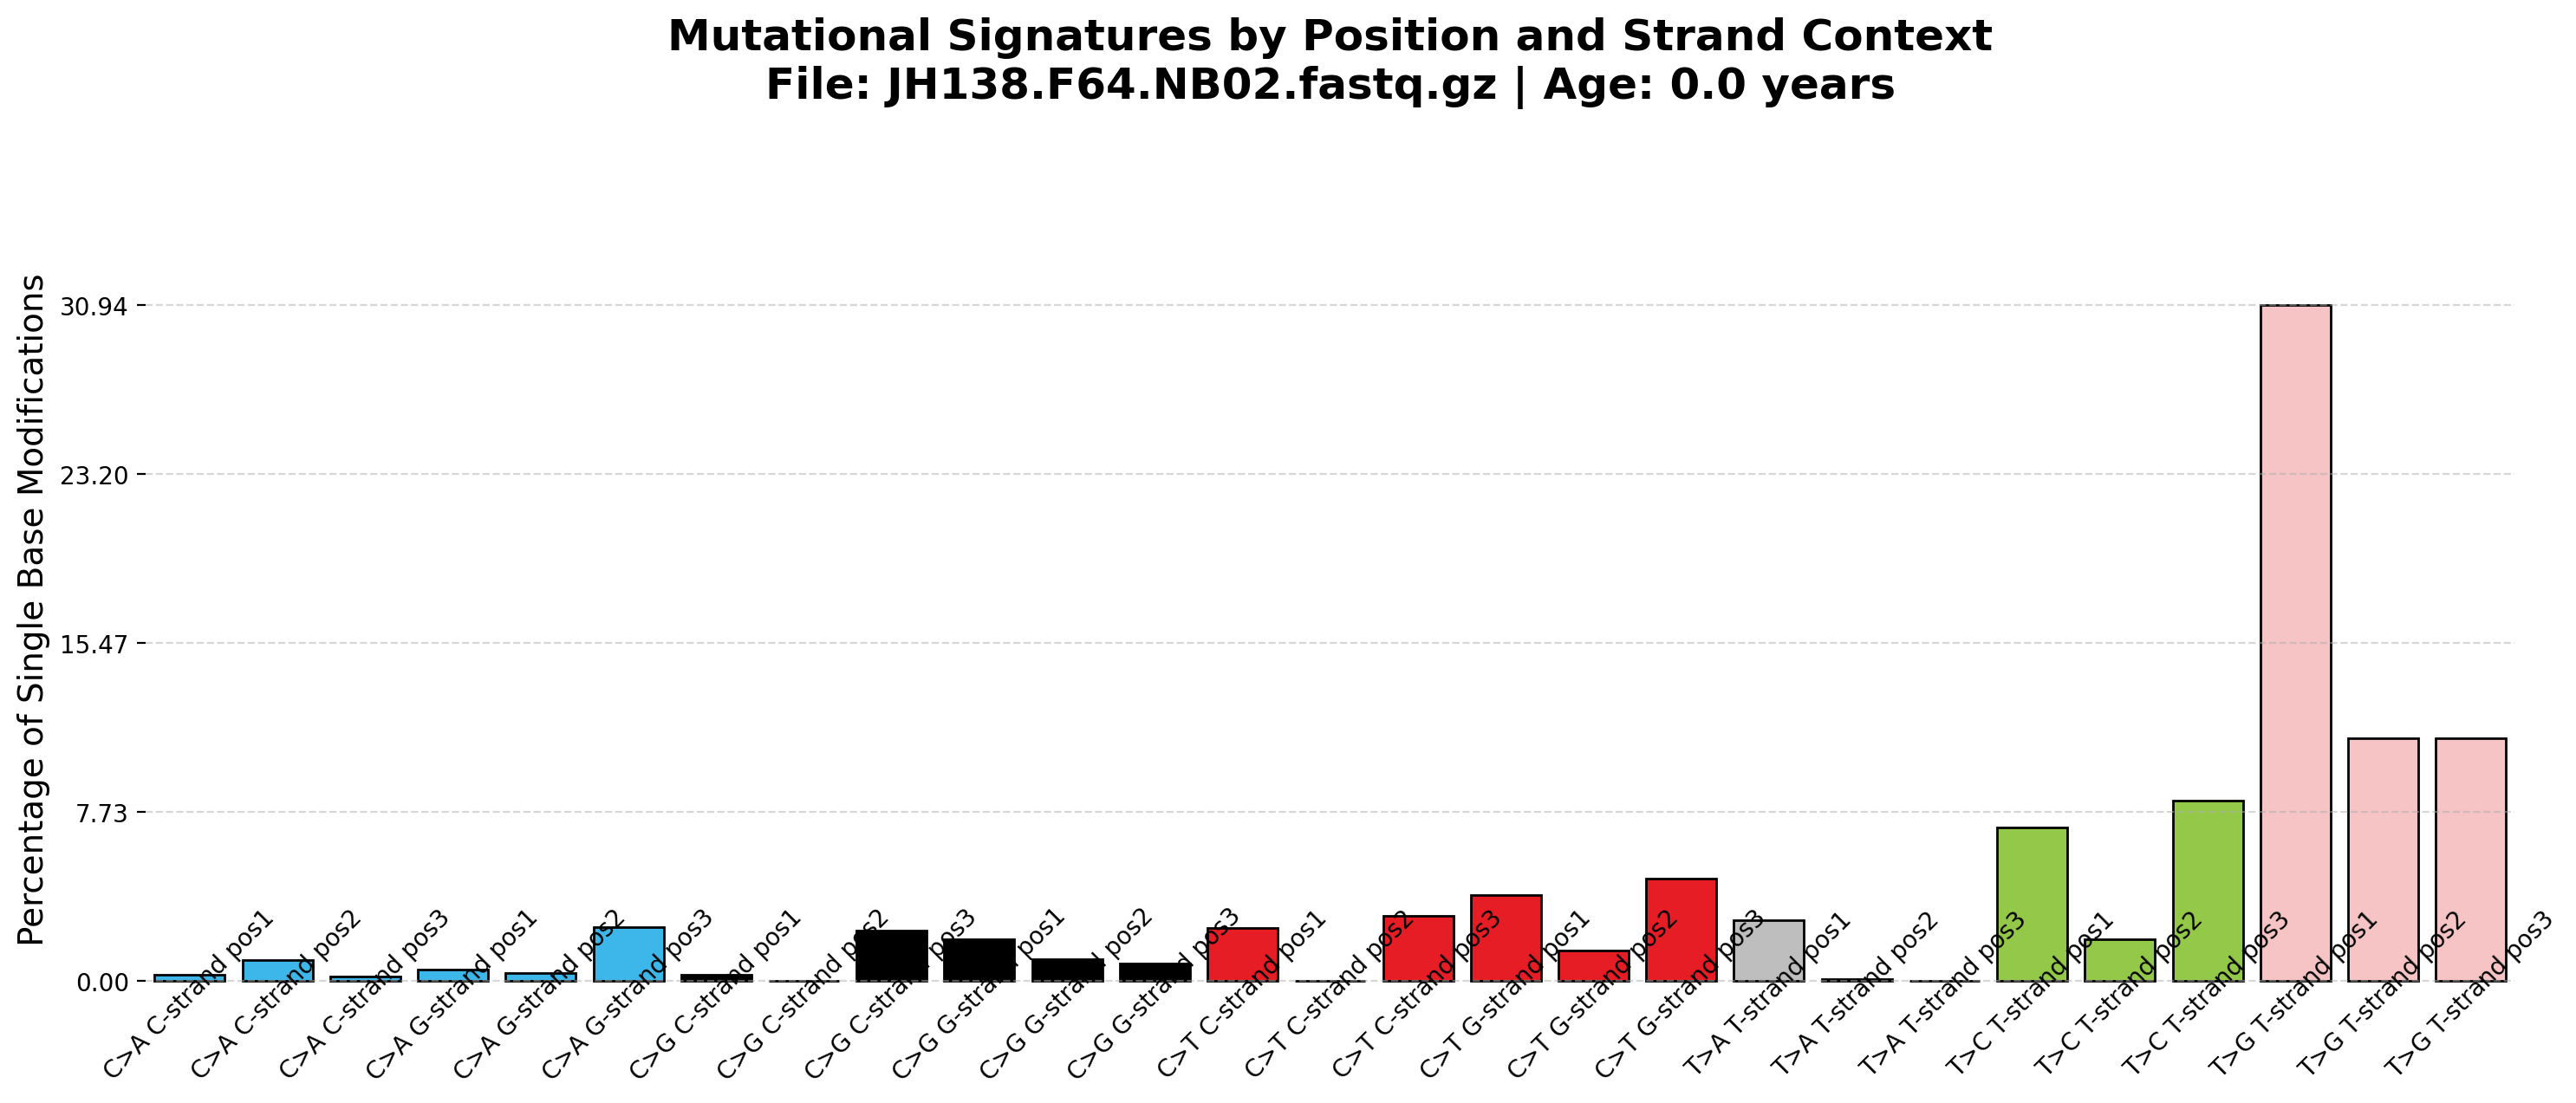 Mutational Signatures by Position and Strand Context
File: JH138.F64.NB02.fastq.gz | Age: 0.0 years
Percentage of Single Base Modifications
30.94
23.20
15.47
7.73
0.00
C>A C-strand pos1
C>A C-strand pos2
C>A C-strand pos3
C>A G-strand pos1
C>A G-strand pos2
C>A G-strand pos3
C>G C-strand pos1
C>G C-strand pos2
C>G C-strand pos3
C>G G-strand pos1
C>G G-strand pos2
C>G G-strand pos3
C>T C-strand pos1
C>T C-strand pos2
C>T C-strand pos3
C>T G-strand pos1
C>T G-strand pos2
C>T G-strand pos3
T>A T-strand pos1
T>A T-strand pos2
T>A T-strand pos3
T>C T-strand pos1
T>C T-strand pos2
T>C T-strand pos3
T>G T-strand pos1
T>G T-strand pos2
T>G T-strand pos3